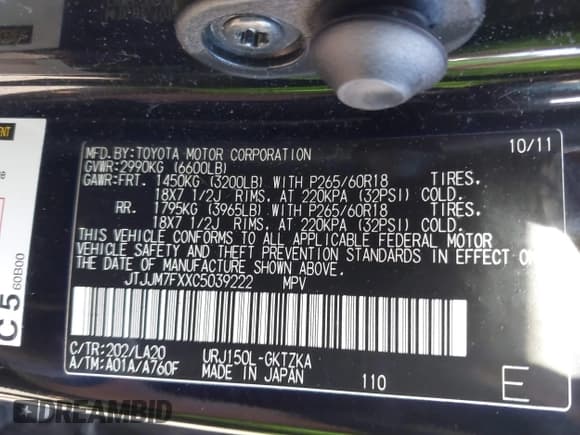 MFD.BY:TOYOTA MOTOR CORPORATION 10/11
GVWR:2990KG (6600LB)
GAWR:FRT. 1450KG (3200LB) WITH P265/60R18 TIRES.
18X7 1/2J RIMS. AT 220KPA (32PSI) COLD.
RR. 1795KG (3965LB) WITH P265/60R18 TIRES.
18X7 1/2J RIMS. AT 220KPA (32PSI) COLD.
THIS VEHICLE CONFORMS TO ALL APPLICABLE FEDERAL MOTOR
VEHICLE SAFETY AND THEFT PREVENTION STANDARDS IN EFFECT ON
THE DATE OF MANUFACTURE SHOWN ABOVE.
JTJJM7FXXC5039222 MPV
C/TR:202/LA20 URJ150L-GKTZKA
A/TM:A01A/A760F MADE IN JAPAN 110 E
C5
60B00
DREAMBID